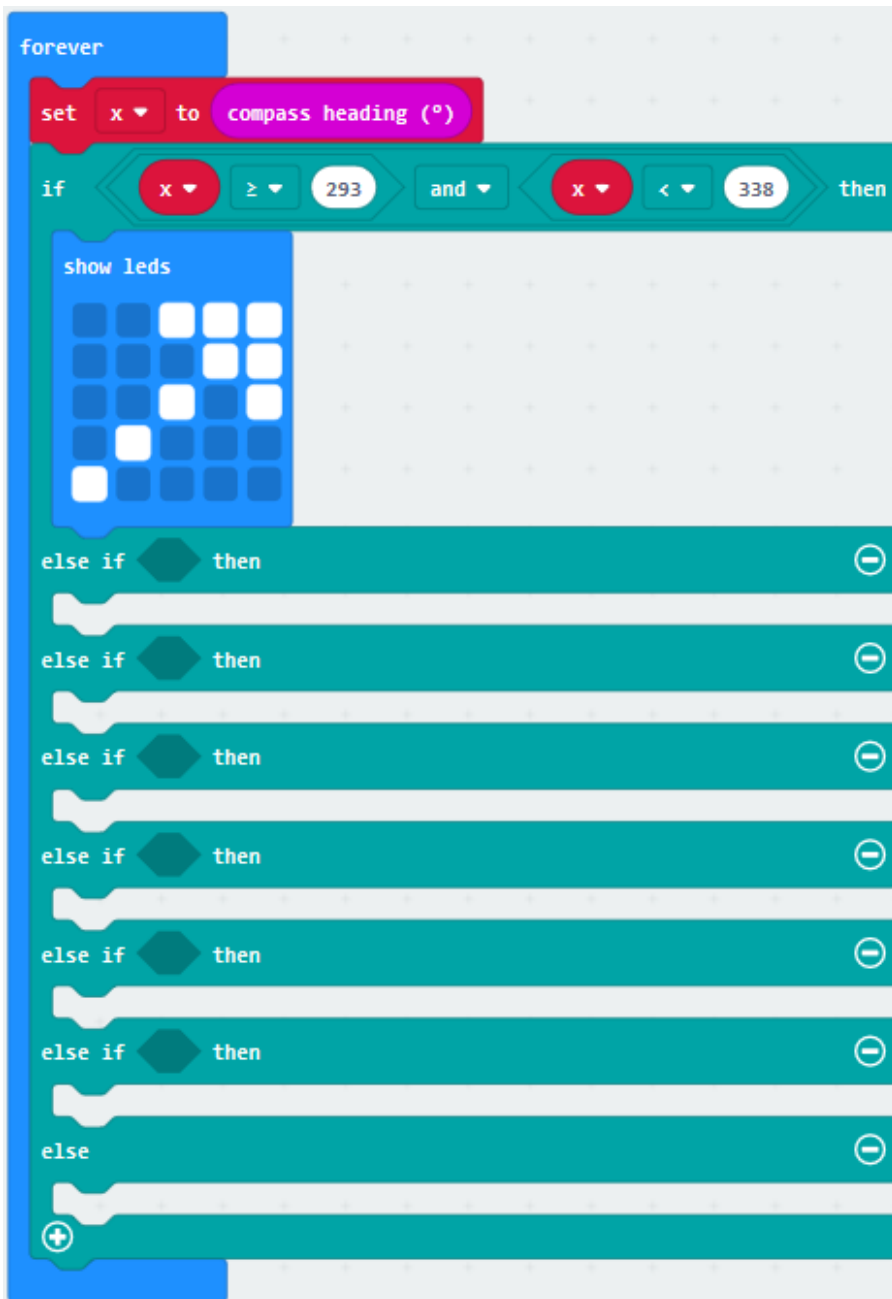 forever
set x to compass heading (º)
if x ≥ 293 and x < 338 then
show leds
else if then
else if then
else if then
else if then
else if then
else if then
else